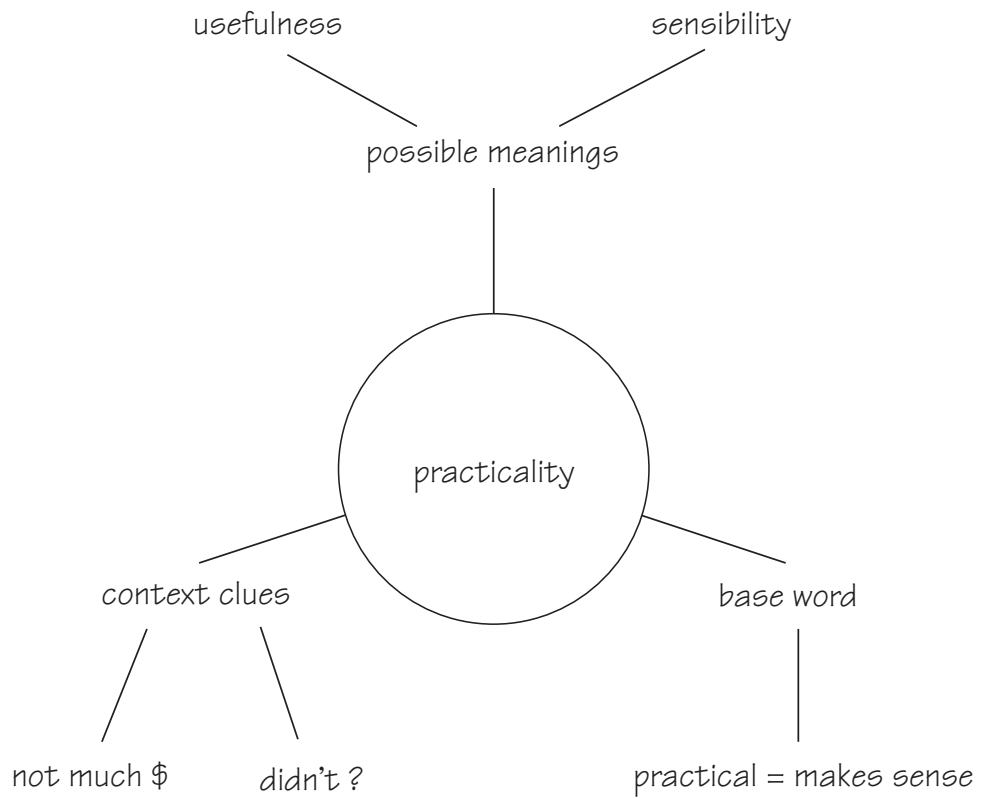 usefulness
sensibility
possible meanings
practicality
context clues
base word
not much $
didn't ?
practical = makes sense